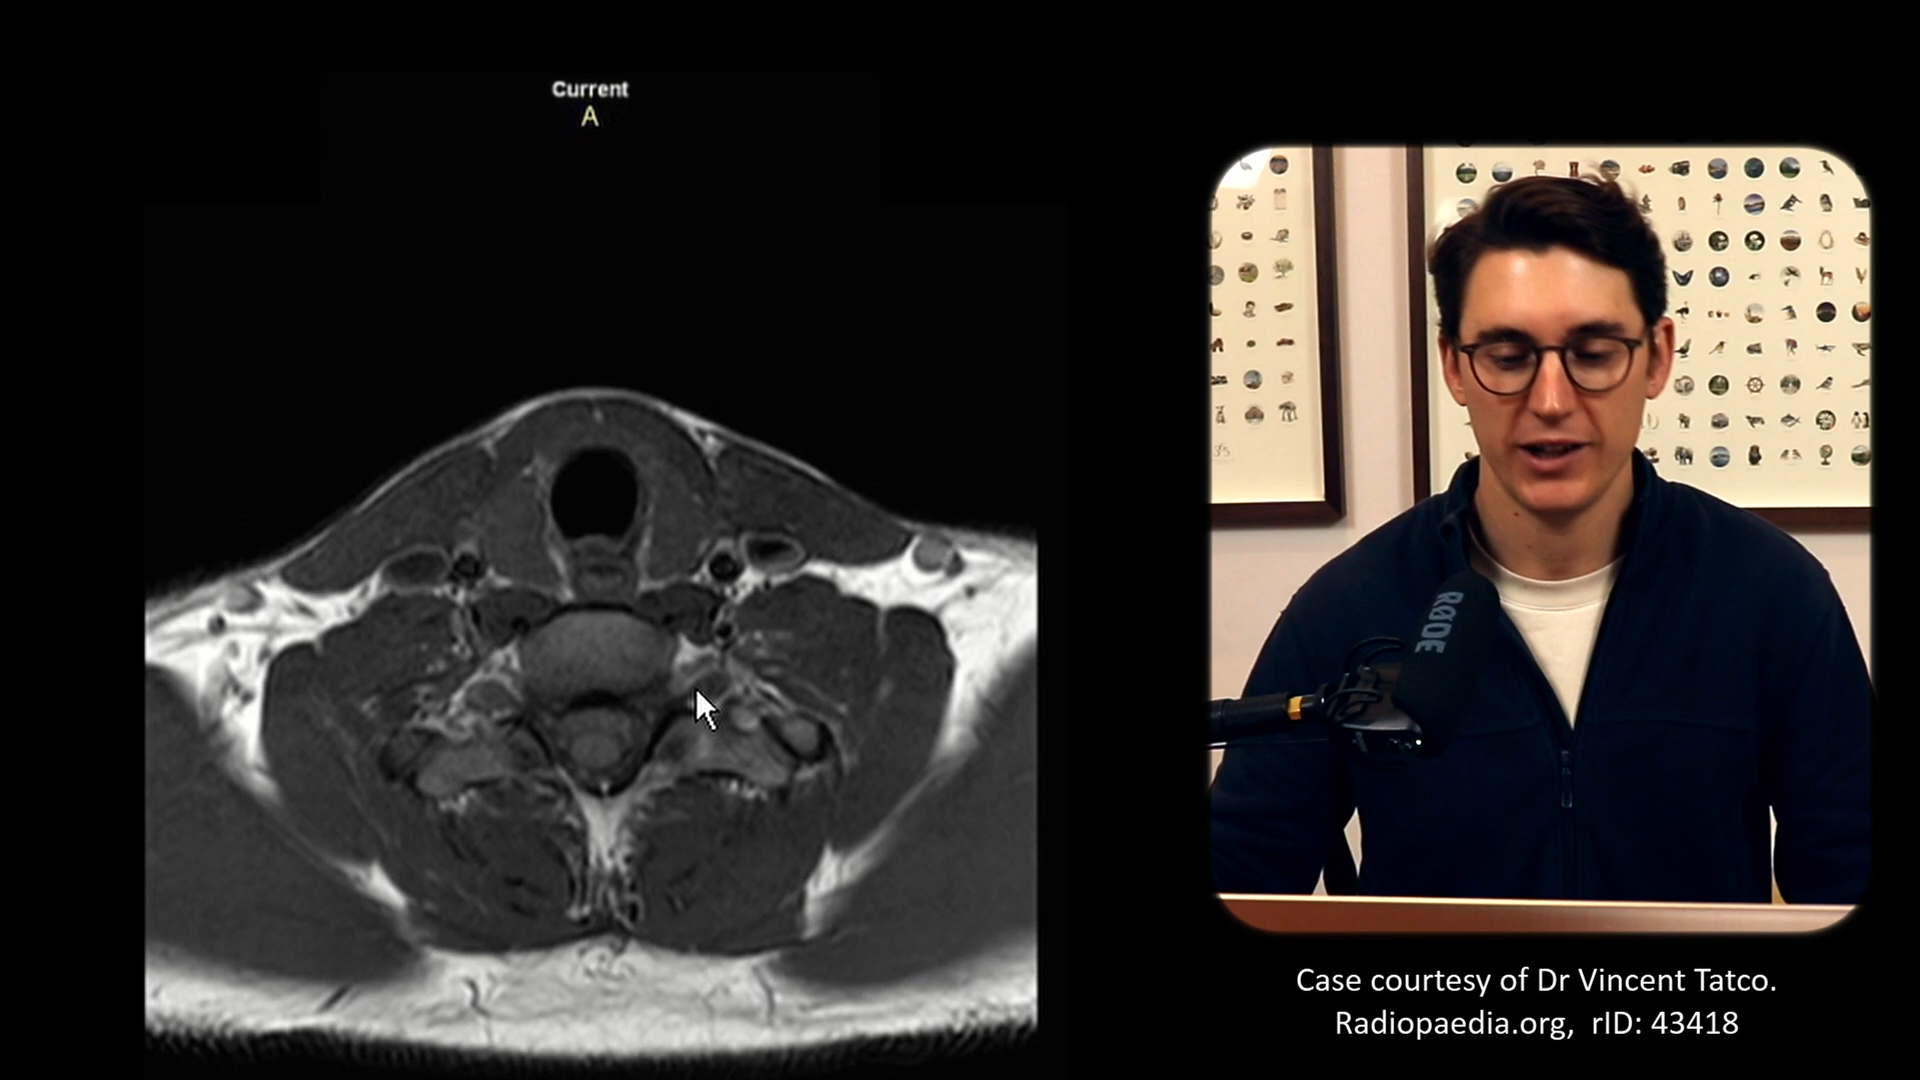 Current
A
RØDE
Case courtesy of Dr Vincent Tatco.
Radiopaedia.org, rID: 43418